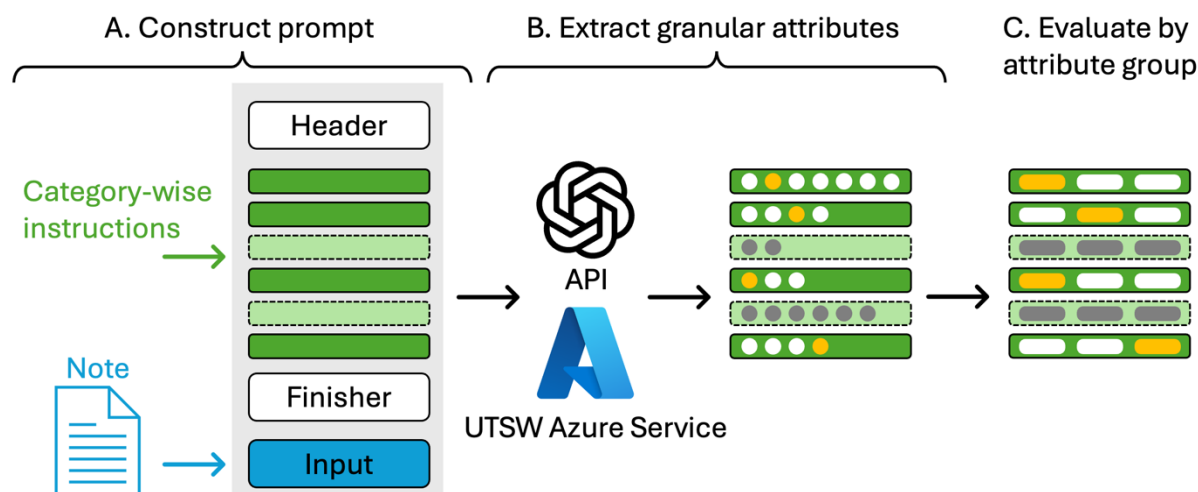 A. Construct prompt
B. Extract granular attributes
C. Evaluate by
attribute group
Header
Category-wise
instructions
API
Note
Finisher
UTSW Azure Service
Input